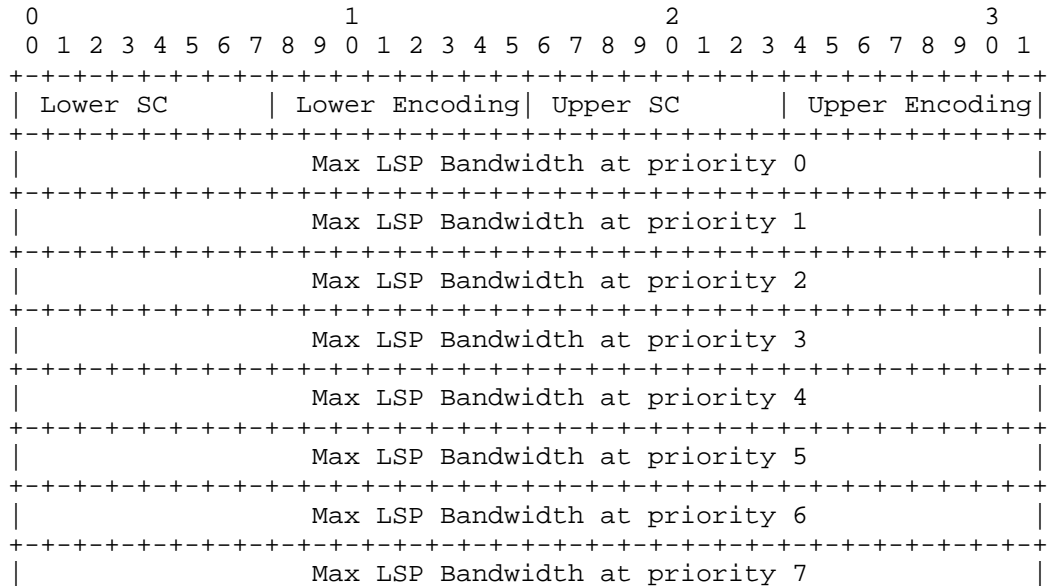 0                   1                   2                   3
 0 1 2 3 4 5 6 7 8 9 0 1 2 3 4 5 6 7 8 9 0 1 2 3 4 5 6 7 8 9 0 1
+-+-+-+-+-+-+-+-+-+-+-+-+-+-+-+-+-+-+-+-+-+-+-+-+-+-+-+-+-+-+-+-+
| Lower SC      | Lower Encoding| Upper SC      | Upper Encoding|
+-+-+-+-+-+-+-+-+-+-+-+-+-+-+-+-+-+-+-+-+-+-+-+-+-+-+-+-+-+-+-+-+
|                  Max LSP Bandwidth at priority 0              |
+-+-+-+-+-+-+-+-+-+-+-+-+-+-+-+-+-+-+-+-+-+-+-+-+-+-+-+-+-+-+-+-+
|                  Max LSP Bandwidth at priority 1              |
+-+-+-+-+-+-+-+-+-+-+-+-+-+-+-+-+-+-+-+-+-+-+-+-+-+-+-+-+-+-+-+-+
|                  Max LSP Bandwidth at priority 2              |
+-+-+-+-+-+-+-+-+-+-+-+-+-+-+-+-+-+-+-+-+-+-+-+-+-+-+-+-+-+-+-+-+
|                  Max LSP Bandwidth at priority 3              |
+-+-+-+-+-+-+-+-+-+-+-+-+-+-+-+-+-+-+-+-+-+-+-+-+-+-+-+-+-+-+-+-+
|                  Max LSP Bandwidth at priority 4              |
+-+-+-+-+-+-+-+-+-+-+-+-+-+-+-+-+-+-+-+-+-+-+-+-+-+-+-+-+-+-+-+-+
|                  Max LSP Bandwidth at priority 5              |
+-+-+-+-+-+-+-+-+-+-+-+-+-+-+-+-+-+-+-+-+-+-+-+-+-+-+-+-+-+-+-+-+
|                  Max LSP Bandwidth at priority 6              |
+-+-+-+-+-+-+-+-+-+-+-+-+-+-+-+-+-+-+-+-+-+-+-+-+-+-+-+-+-+-+-+-+
|                  Max LSP Bandwidth at priority 7              |